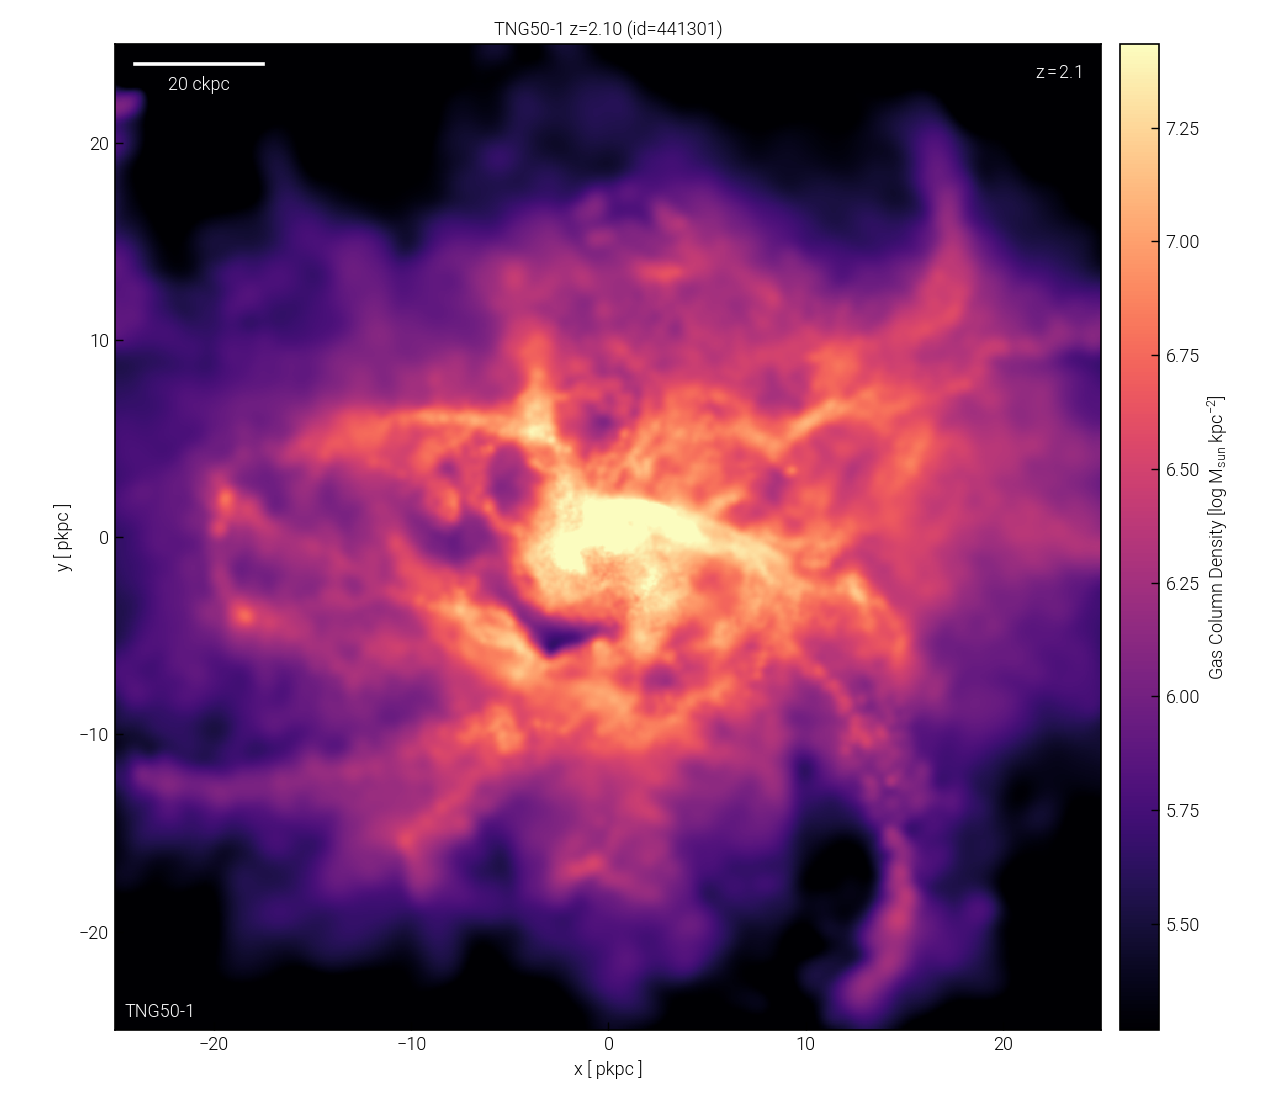 TNG50-1 z=2.10 (id=441301)
20 ckpc
z = 2.1
TNG50-1
y [ pkpc ]
20
10
0
−10
−20
−20
−10
0
10
20
x [ pkpc ]
7.25
7.00
6.75
6.50
6.25
6.00
5.75
5.50
Gas Column Density [log M_sun kpc⁻²]